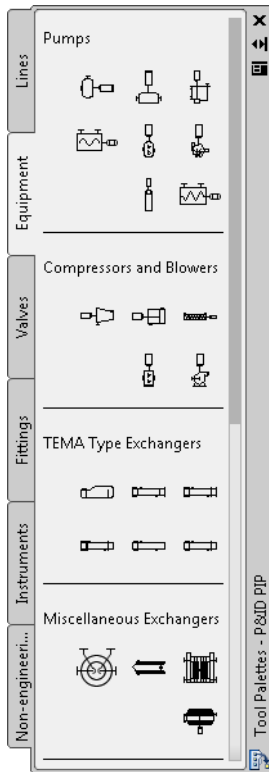 Lines
Equipment
Valves
Fittings
Instruments
Non-engineeri...
Pumps
Compressors and Blowers
TEMA Type Exchangers
Miscellaneous Exchangers
Tool Palettes - P&ID PIP